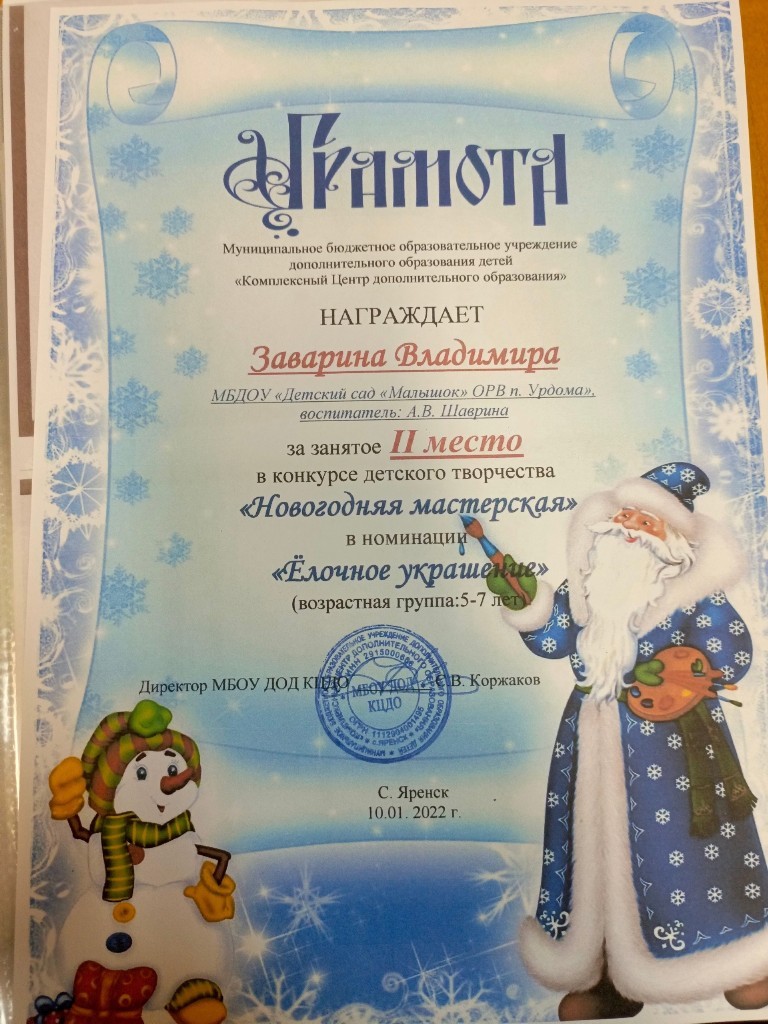 Грамота
Муниципальное бюджетное образовательное учреждение
дополнительного образования детей
«Комплексный Центр дополнительного образования»
НАГРАЖДАЕТ
Заварина Владимира
МБДОУ «Детский сад «Малышок» ОРВ п. Урдома»,
воспитатель: А.В. Шаврина
за занятое II место
в конкурсе детского творчества
«Новогодняя мастерская»
в номинации
«Ёлочное украшение»
(возрастная группа:5-7 лет)
Директор МБОУ ДОД КЦДО С.В. Коржаков
МБОУ ДОД
КЦДО
С. Яренск
10.01. 2022 г.